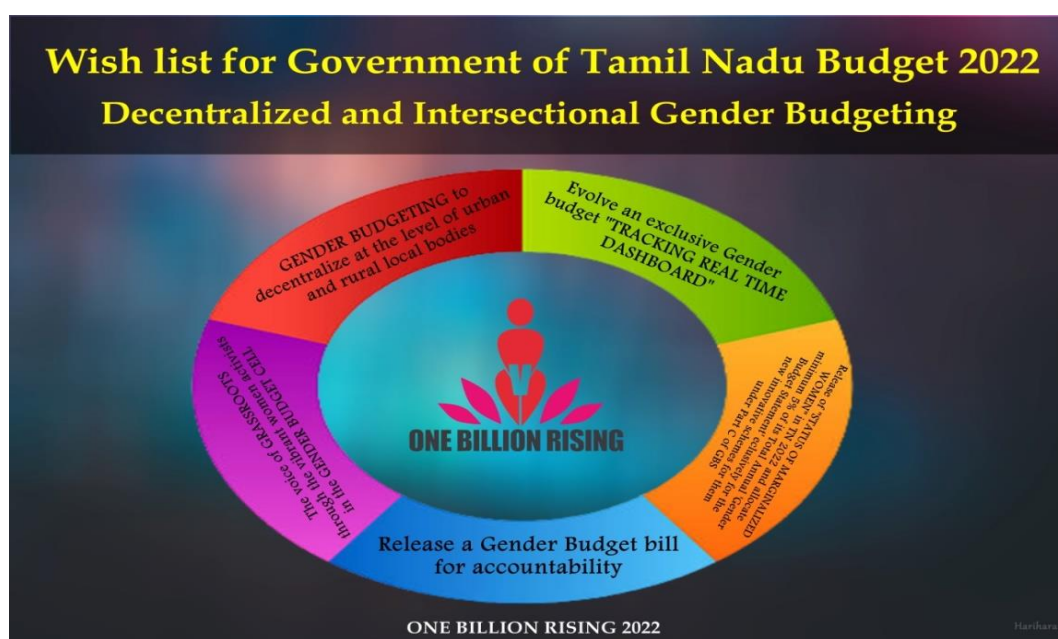 Wish list for Government of Tamil Nadu Budget 2022
Decentralized and Intersectional Gender Budgeting
GENDER BUDGETING to
decentralize at the level of urban
and rural local bodies
Evolve an exclusive Gender
budget "TRACKING REAL TIME
DASHBOARD"
Release of "STATUS OF MARGINALIZED
WOMEN' in TN 2022 and allocate
minimum 5% of its Total Annual 'Gender
Budget Statement' eclusively for the
new innovative schemes for them
under Part C of GBS
Release a Gender Budget bill
for accountability
The voice of GRASSROOTS
through the vibrant women activists
in the GENDER BUDGET CELL
ONE BILLION RISING
ONE BILLION RISING 2022